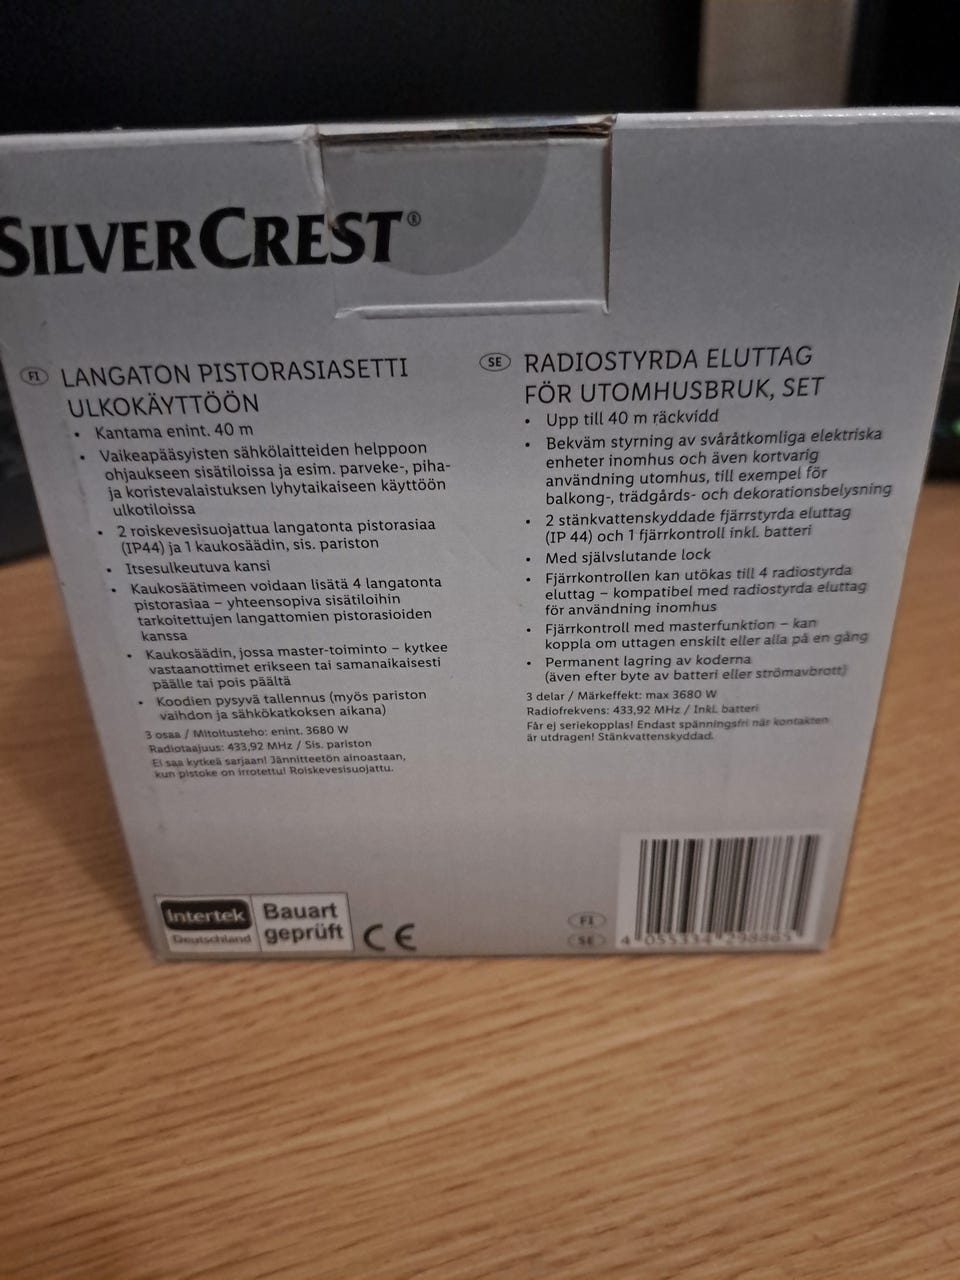 SILVERCREST®
FI LANGATON PISTORASIASETTI
ULKOKÄYTTÖÖN
• Kantama enint. 40 m
• Vaikeapääsyisten sähkölaitteiden helppoon
ohjaukseen sisätiloissa ja esim. parveke-, piha-
ja koristevalaistuksen lyhytaikaiseen käyttöön
ulkotiloissa
• 2 roiskevesisuojattua langatonta pistorasiaa
(IP44) ja 1 kaukosäädin, sis. pariston
• Itsesulkeutuva kansi
• Kaukosäätimeen voidaan lisätä 4 langatonta
pistorasiaa – yhteensopiva sisätiloihin
tarkoitettujen langattomien pistorasioiden
kanssa
• Kaukosäädin, jossa master-toiminto – kytkee
vastaanottimet erikseen tai samanaikaisesti
päälle tai pois päältä
• Koodien pysyvä tallennus (myös pariston
vaihdon ja sähkökatkoksen aikana)
3 osaa / Mitoitusteho: enint. 3680 W
Radiotaajuus: 433,92 MHz / Sis. pariston
Ei saa kytkeä sarjaan! Jännitteetön ainoastaan,
kun pistoke on irrotettu! Roiskevesisuojattu.
SE RADIOSTYRDA ELUTTAG
FÖR UTOMHUSBRUK, SET
• Upp till 40 m räckvidd
• Bekväm styrning av svåråtkomliga elektriska
enheter inomhus och även kortvarig
användning utomhus, till exempel för
balkong-, trädgårds- och dekorationsbelysning
• 2 stänkvattenskyddade fjärrstyrda eluttag
(IP 44) och 1 fjärrkontroll inkl. batteri
• Med självslutande lock
• Fjärrkontrollen kan utökas till 4 radiostyrda
eluttag – kompatibel med radiostyrda eluttag
för användning inomhus
• Fjärrkontroll med masterfunktion – kan
koppla om uttagen enskilt eller alla på en gång
• Permanent lagring av koderna
(även efter byte av batteri eller strömavbrott)
3 delar / Märkeffekt: max 3680 W
Radiofrekvens: 433,92 MHz / Inkl. batteri
Får ej seriekopplas! Endast spänningsfri när kontakten
är utdragen! Stänkvattenskyddad.
Intertek
Deutschland
Bauart
geprüft
CE
FI
SE
4 055334 298865